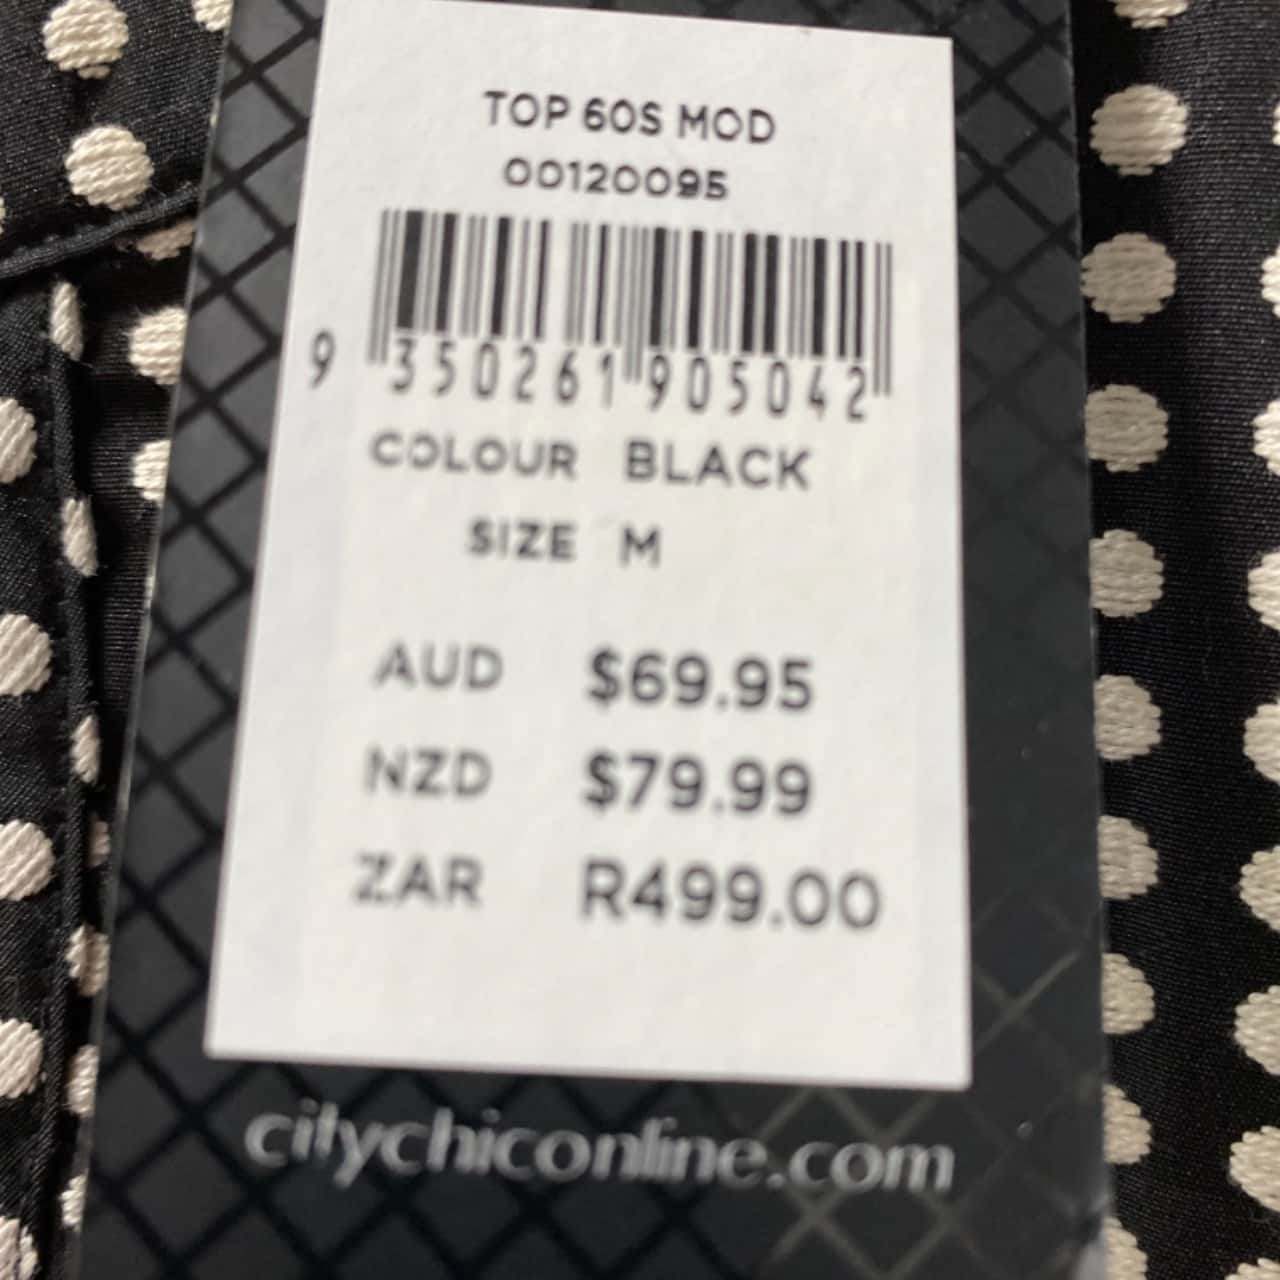 TOP 60S MOD
00120095
9 350261 905042
COLOUR BLACK
SIZE M
AUD $69.95
NZD $79.99
ZAR R499.00
citychiconline.com